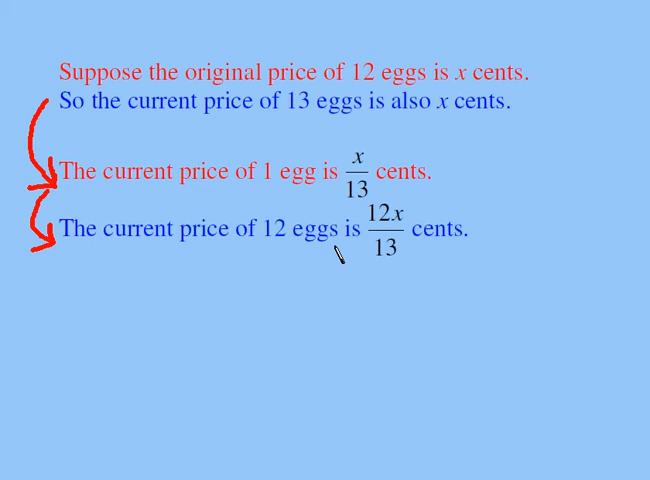 Suppose the original price of 12 eggs is x cents.
So the current price of 13 eggs is also x cents.
The current price of 1 egg is x/13 cents.
The current price of 12 eggs is 12x/13 cents.